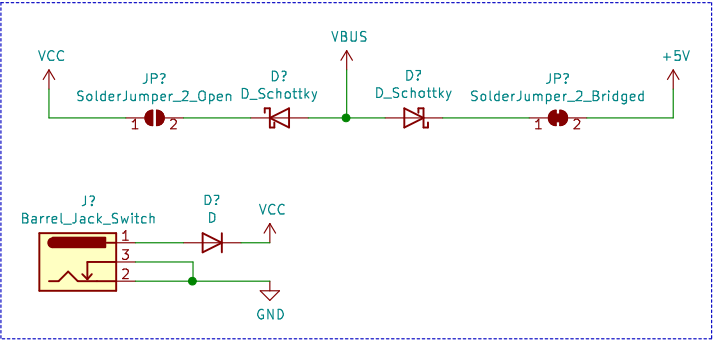 VBUS
VCC
+5V
JP?
D?
D?
JP?
SolderJumper_2_Open
D_Schottky
D_Schottky
SolderJumper_2_Bridged
1 2
1 2
J?
D?
VCC
Barrel_Jack_Switch
D
1
3
2
GND